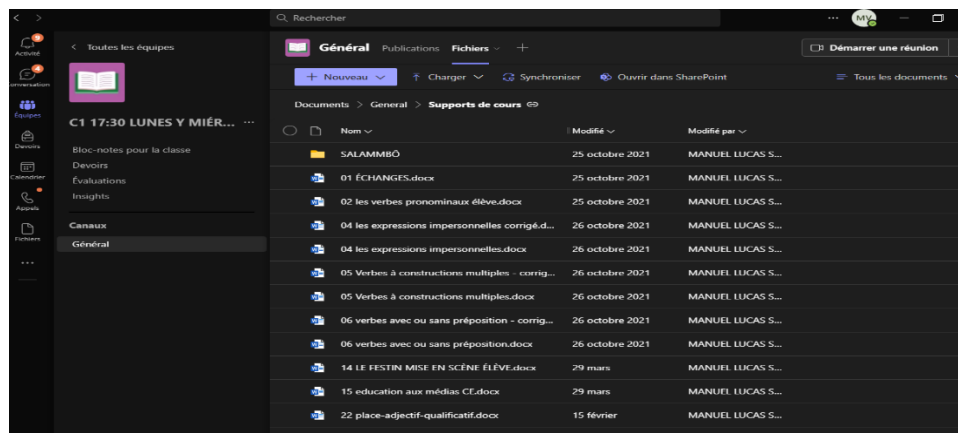 Rechercher
MV
Activité
Conversation
Équipes
Devoirs
Calendrier
Appels
Fichiers
Toutes les équipes
C1 17:30 LUNES Y MIÉR...
Bloc-notes pour la classe
Devoirs
Évaluations
Insights
Canaux
Général
Général Publications Fichiers
Démarrer une réunion
Nouveau Charger Synchroniser Ouvrir dans SharePoint Tous les documents
Documents > General > Supports de cours
Nom Modifié Modifié par
SALAMMBÔ 25 octobre 2021 MANUEL LUCAS S...
01 ÉCHANGES.docx 25 octobre 2021 MANUEL LUCAS S...
02 les verbes pronominaux élève.docx 25 octobre 2021 MANUEL LUCAS S...
04 les expressions impersonnelles corrigé.d... 26 octobre 2021 MANUEL LUCAS S...
04 les expressions impersonnelles.docx 26 octobre 2021 MANUEL LUCAS S...
05 Verbes à constructions multiples - corrig... 26 octobre 2021 MANUEL LUCAS S...
05 Verbes à constructions multiples.docx 26 octobre 2021 MANUEL LUCAS S...
06 verbes avec ou sans préposition - corrig... 26 octobre 2021 MANUEL LUCAS S...
06 verbes avec ou sans préposition.docx 26 octobre 2021 MANUEL LUCAS S...
14 LE FESTIN MISE EN SCÈNE ÉLÈVE.docx 29 mars MANUEL LUCAS S...
15 education aux médias CE.docx 29 mars MANUEL LUCAS S...
22 place-adjectif-qualificatif.docx 15 février MANUEL LUCAS S...